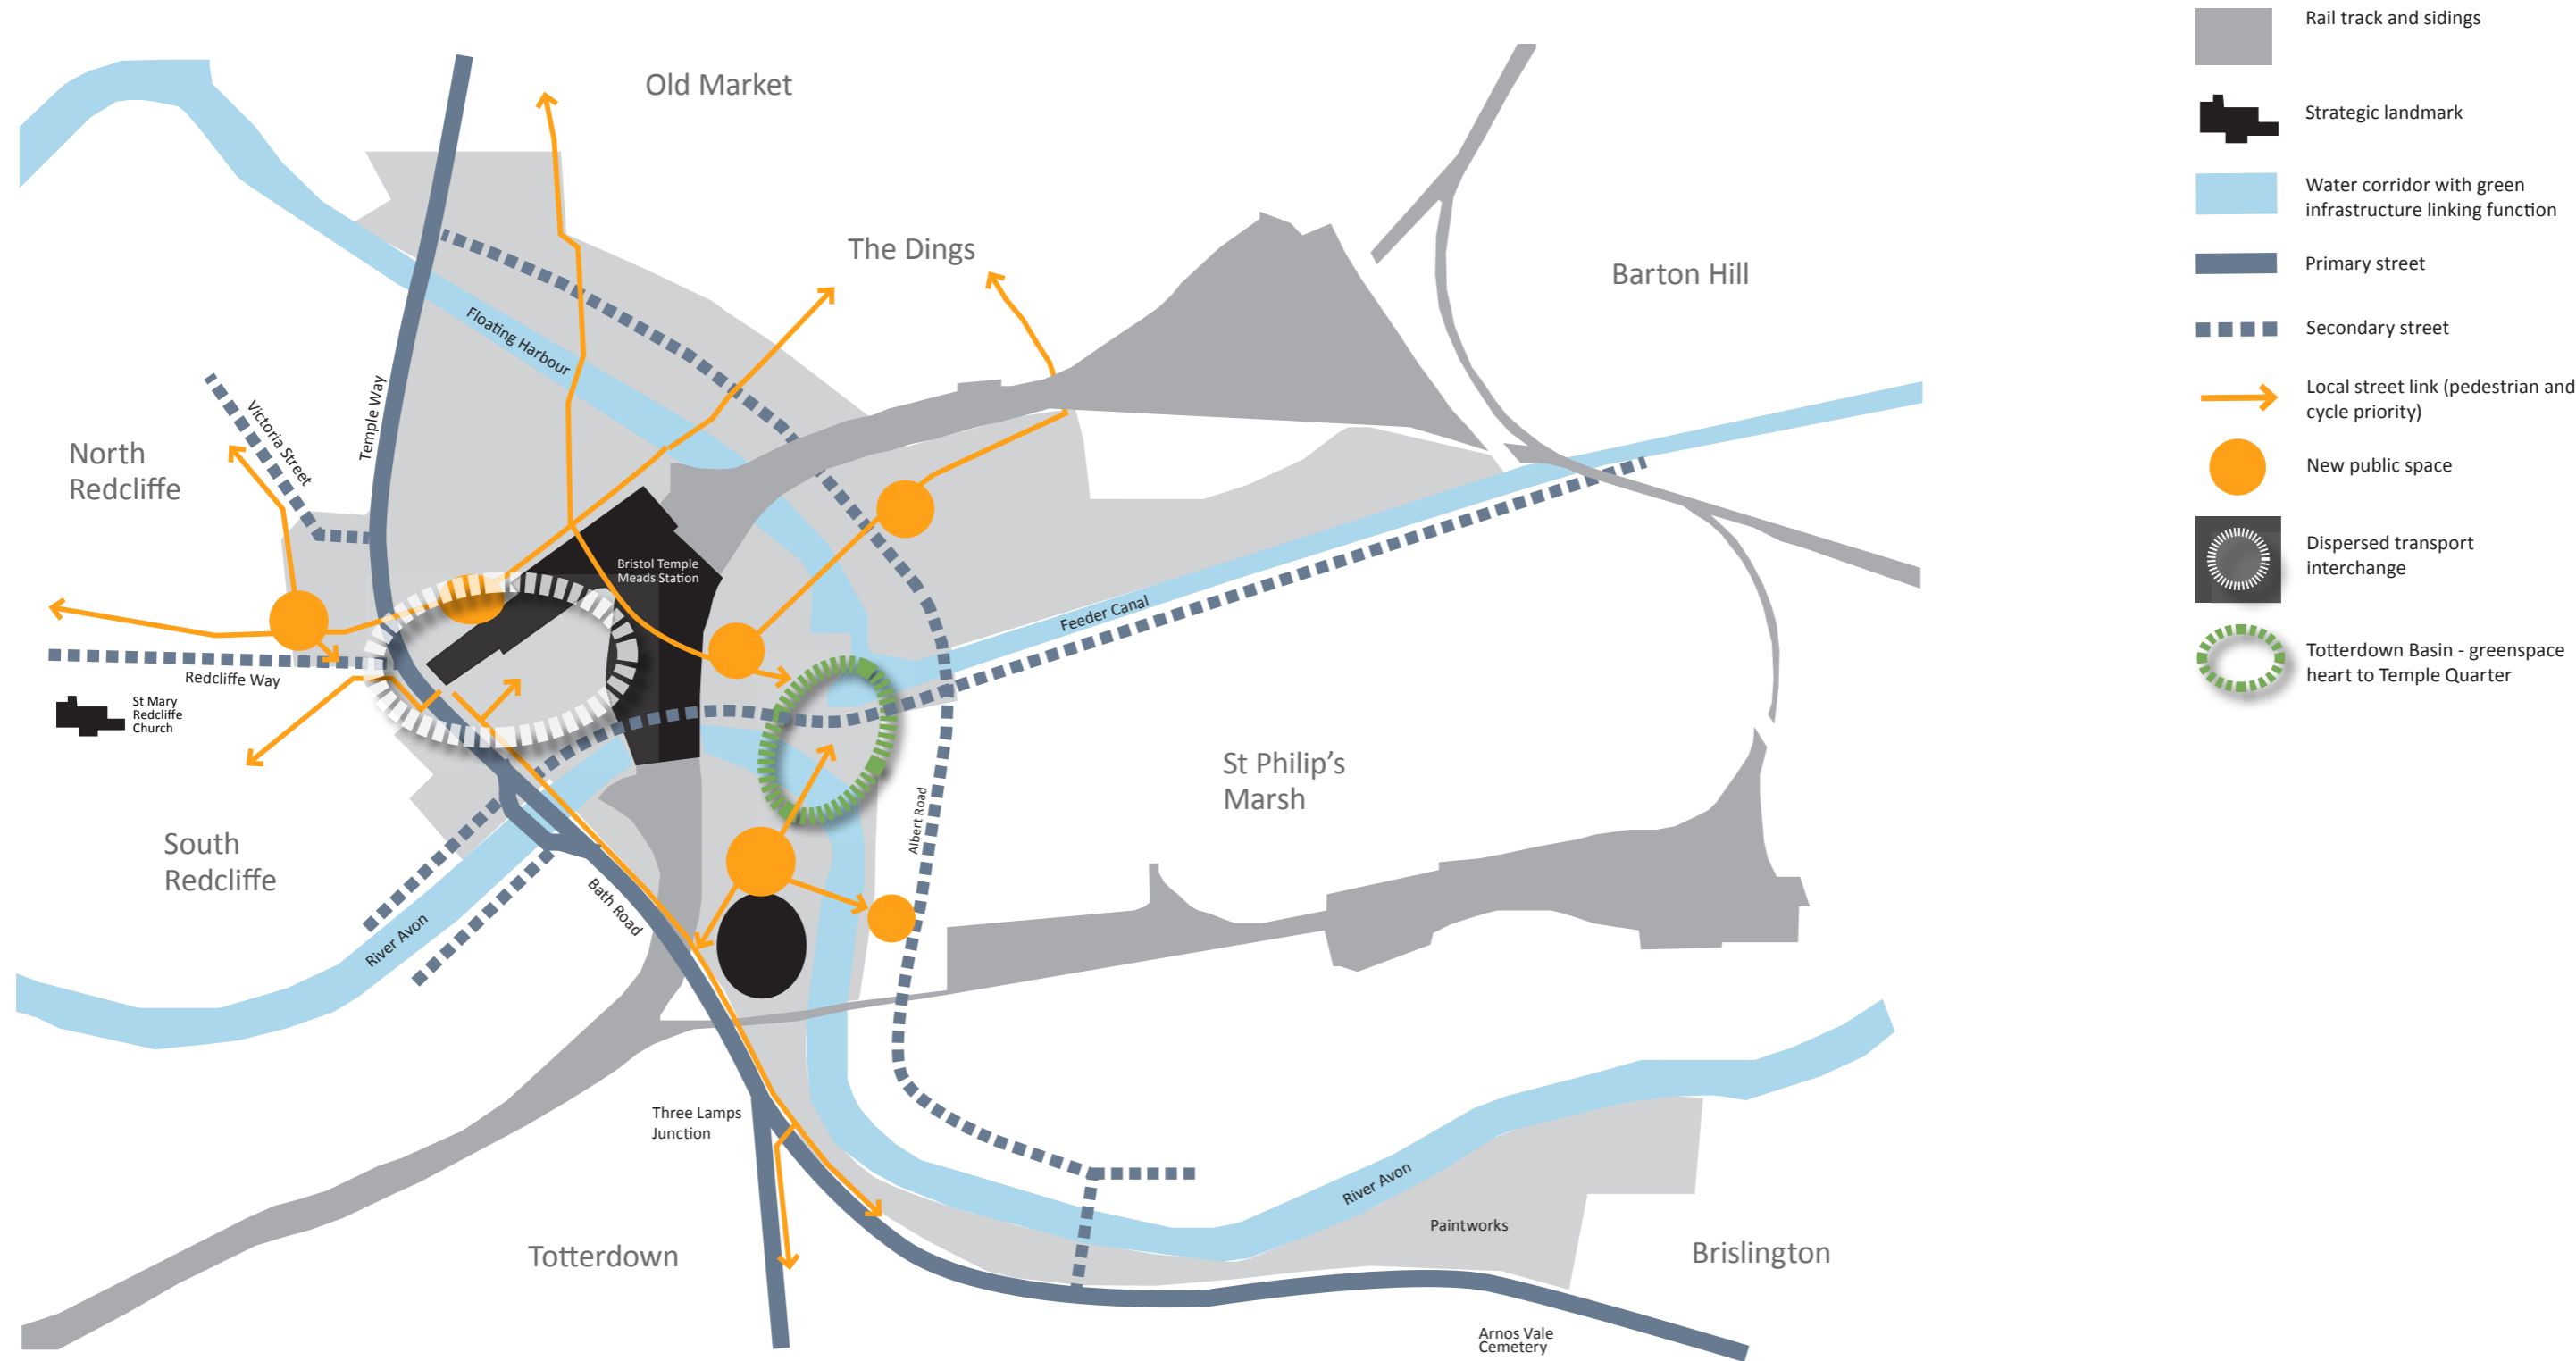 Old Market
The Dings
Barton Hill
Floating Harbour
Temple Way
Victoria Street
North
Redcliffe
Bristol Temple
Meads Station
Feeder Canal
Redcliffe Way
St Mary
Redcliffe
Church
St Philip's
Marsh
Albert Road
South
Redcliffe
Bath Road
River Avon
Three Lamps
Junction
River Avon
Paintworks
Totterdown
Brislington
Arnos Vale
Cemetery
Rail track and sidings
Strategic landmark
Water corridor with green
infrastructure linking function
Primary street
Secondary street
Local street link (pedestrian and
cycle priority)
New public space
Dispersed transport
interchange
Totterdown Basin - greenspace
heart to Temple Quarter